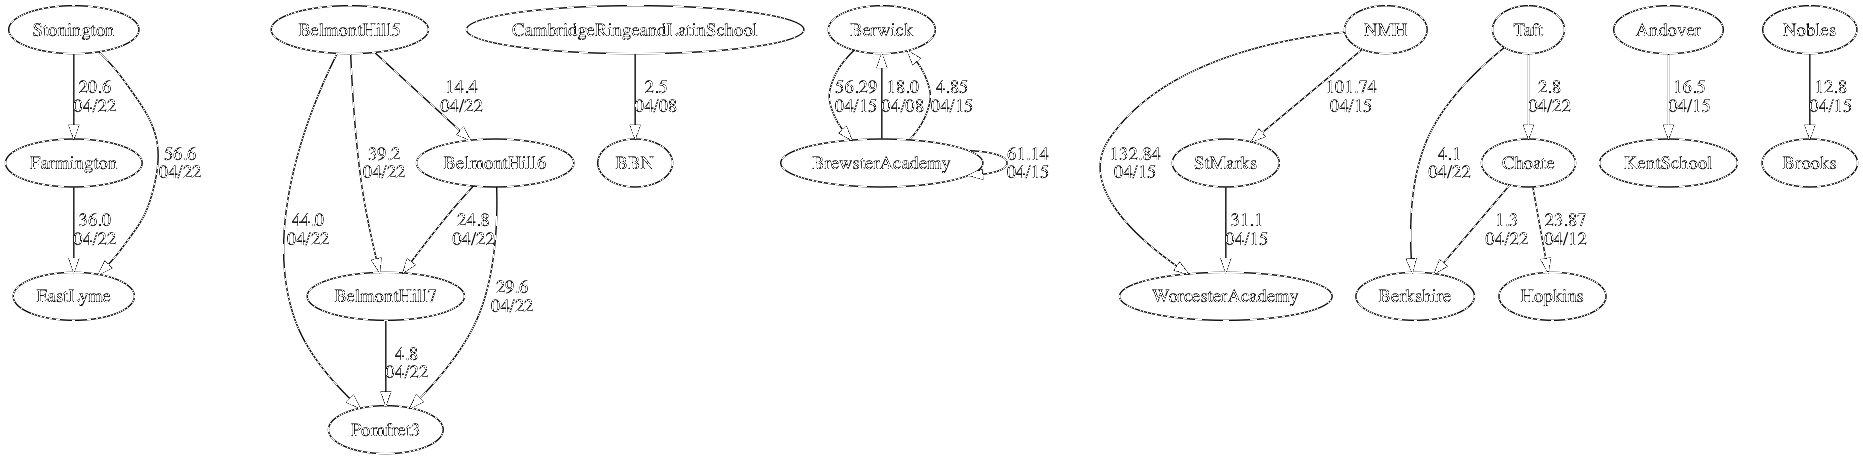 Stonington
BelmontHill5
CambridgeRingeandLatinSchool
Berwick
NMH
Taft
Andover
Nobles
20.6
04/22
14.4
04/22
2.5
04/08
56.29
04/15
18.0
04/08
4.85
04/15
101.74
04/15
2.8
04/22
16.5
04/15
12.8
04/15
Farmington
56.6
04/22
39.2
04/22
BelmontHill6
BBN
BrewsterAcademy
61.14
04/15
132.84
04/15
StMarks
4.1
04/22
Choate
KentSchool
Brooks
36.0
04/22
44.0
04/22
24.8
04/22
31.1
04/15
1.3
04/22
23.87
04/12
EastLyme
BelmontHill7
29.6
04/22
WorcesterAcademy
Berkshire
Hopkins
4.8
04/22
Pomfret3